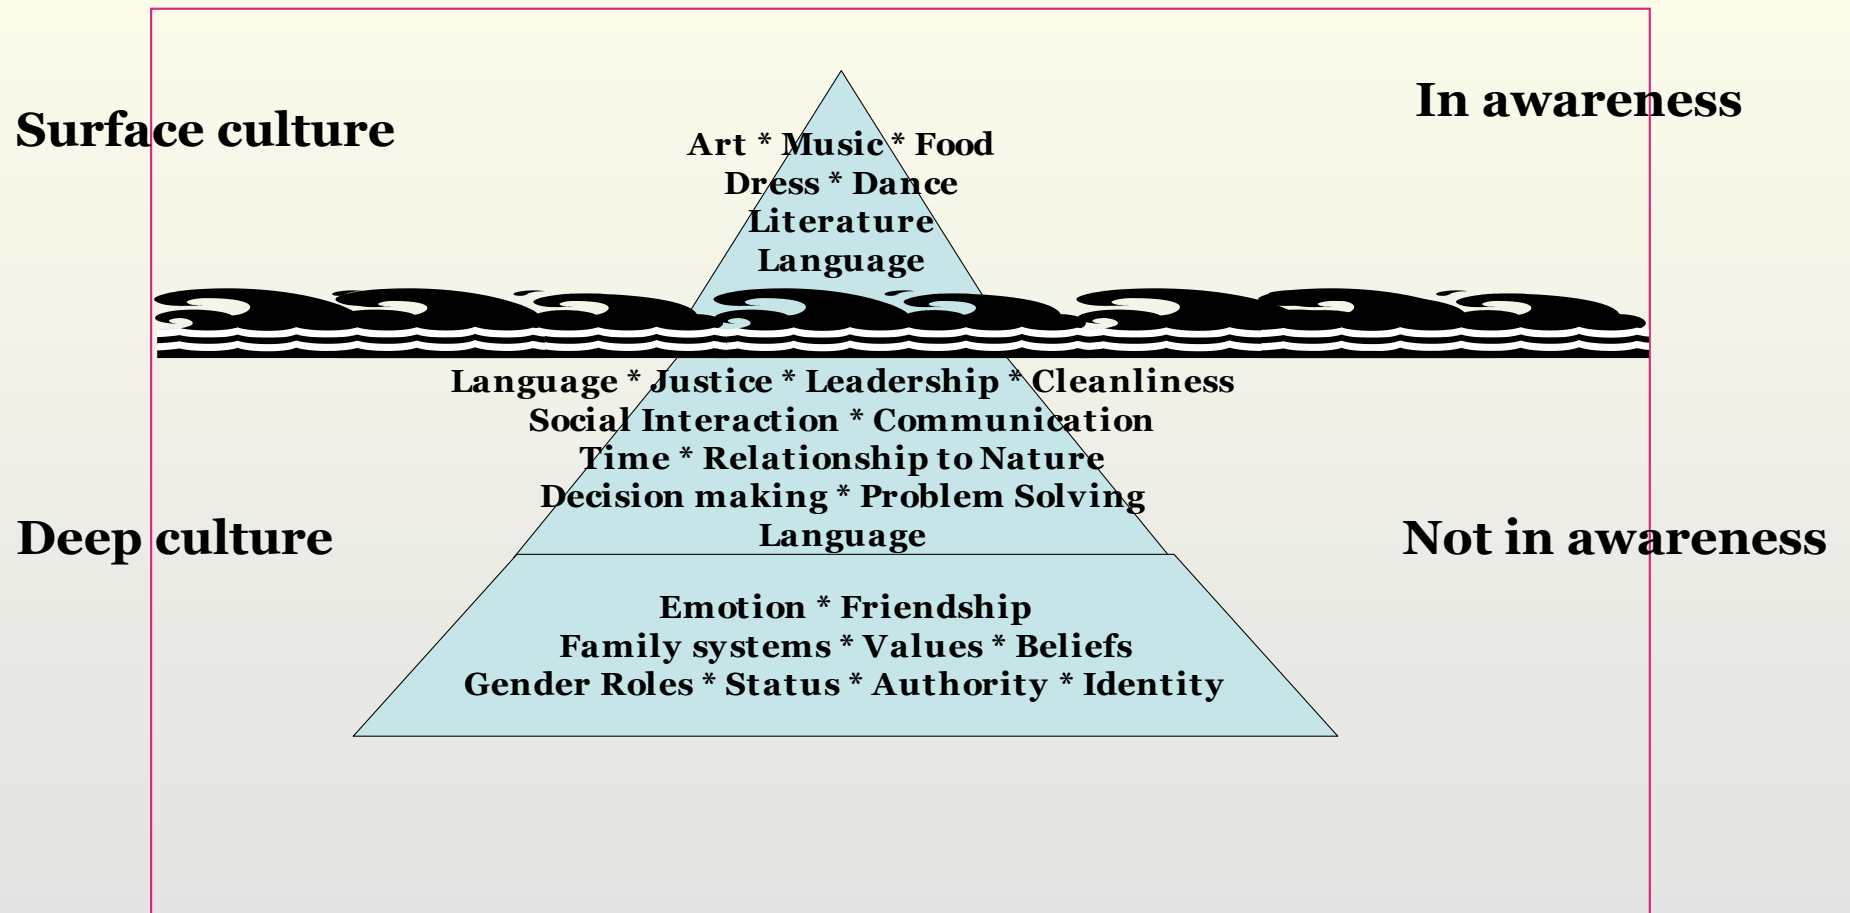 Surface culture
In awareness
Art * Music * Food
Dress * Dance
Literature
Language
Language * Justice * Leadership * Cleanliness
Social Interaction * Communication
Time * Relationship to Nature
Decision making * Problem Solving
Language
Deep culture
Not in awareness
Emotion * Friendship
Family systems * Values * Beliefs
Gender Roles * Status * Authority * Identity